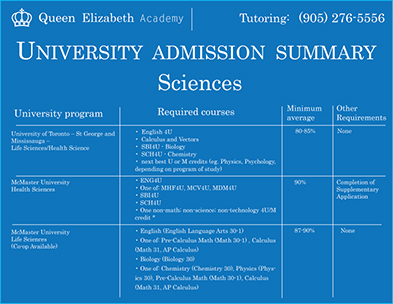 Queen Elizabeth Academy
Tutoring: (905) 276-5556
UNIVERSITY ADMISSION SUMMARY
Sciences
University program
Required courses
Minimum average
Other Requirements
University of Toronto – St George and
Mississauga –
Life Sciences/Health Science
• English 4U
• Calculus and Vectors
• SBI4U - Biology
• SCH4U - Chemistry
• next best U or M credits (eg. Physics, Psychology,
depending on program of study)
80-85%
None
McMaster University
Health Sciences
• ENG4U
• One of: MHF4U, MCV4U, MDM4U
• SBI4U
• SCH4U
• One non-math; non-science; non-technology 4U/M
credit *
90%
Completion of
Supplementary
Application
McMaster University
Life Sciences
(Co-op Available)
• English (English Language Arts 30-1)
• One of: Pre-Calculus Math (Math 30-1) , Calculus
(Math 31, AP Calculus)
• Biology (Biology 30)
• One of: Chemistry (Chemistry 30), Physics (Phys-
ics 30), Pre-Calculus Math (Math 30-1), Calculus
(Math 31, AP Calculus)
87-90%
None